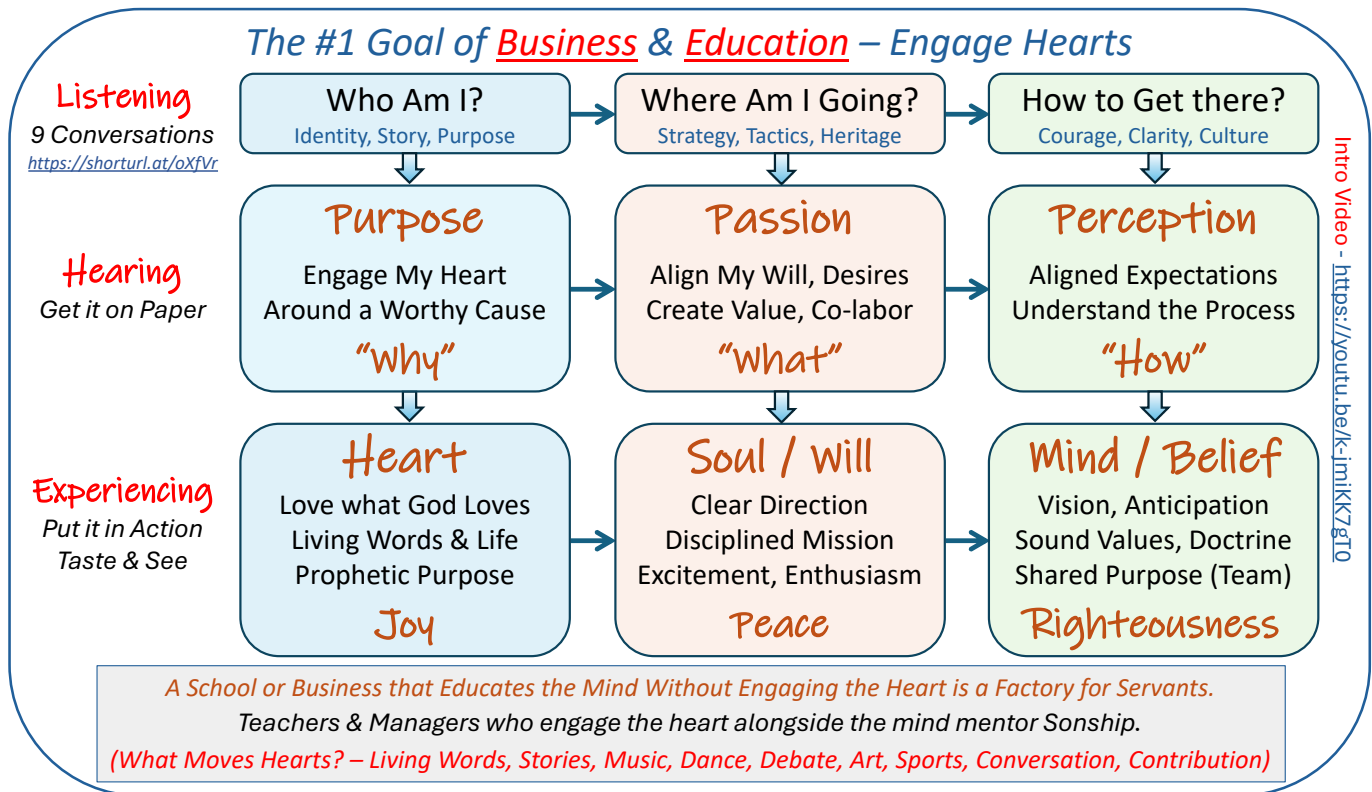 The #1 Goal of Business & Education – Engage Hearts
Listening
9 Conversations
https://shorturl.at/oXfVr
Who Am I?
Identity, Story, Purpose
Where Am I Going?
Strategy, Tactics, Heritage
How to Get there?
Courage, Clarity, Culture
Hearing
Get it on Paper
Purpose
Engage My Heart
Around a Worthy Cause
“Why”
Passion
Align My Will, Desires
Create Value, Co-labor
“What”
Perception
Aligned Expectations
Understand the Process
“How”
Experiencing
Put it in Action
Taste & See
Heart
Love what God Loves
Living Words & Life
Prophetic Purpose
Joy
Soul / Will
Clear Direction
Disciplined Mission
Excitement, Enthusiasm
Peace
Mind / Belief
Vision, Anticipation
Sound Values, Doctrine
Shared Purpose (Team)
Righteousness
Intro Video - https://youtu.be/k-jmiKK7gT0
A School or Business that Educates the Mind Without Engaging the Heart is a Factory for Servants.
Teachers & Managers who engage the heart alongside the mind mentor Sonship.
(What Moves Hearts? – Living Words, Stories, Music, Dance, Debate, Art, Sports, Conversation, Contribution)